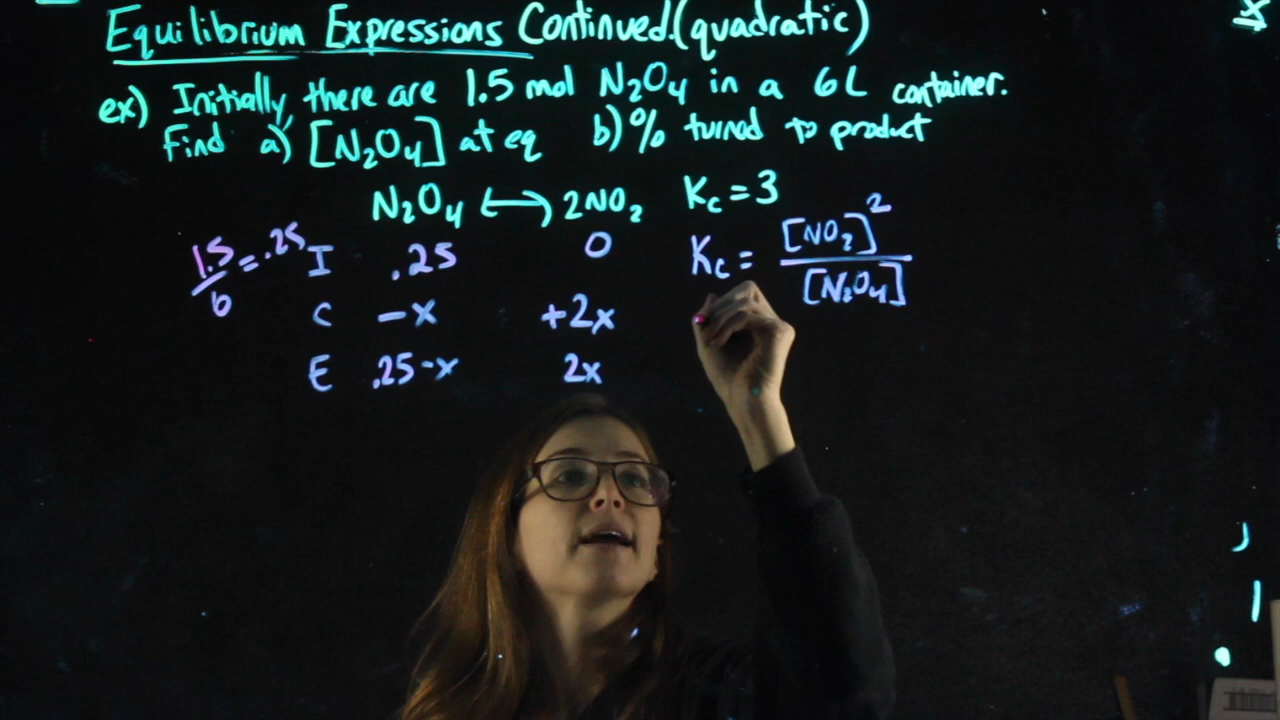 Equilibrium Expressions Continued (quadratic)
ex) Initially, there are 1.5 mol N₂O₄ in a 6L container.
Find a) [N₂O₄] at eq b) % turned to product
N₂O₄ ⟷ 2NO₂ Kc = 3
1.5/6 = .25 I .25 0 Kc = [NO₂]²/[N₂O₄]
C -x +2x
E .25-x 2x